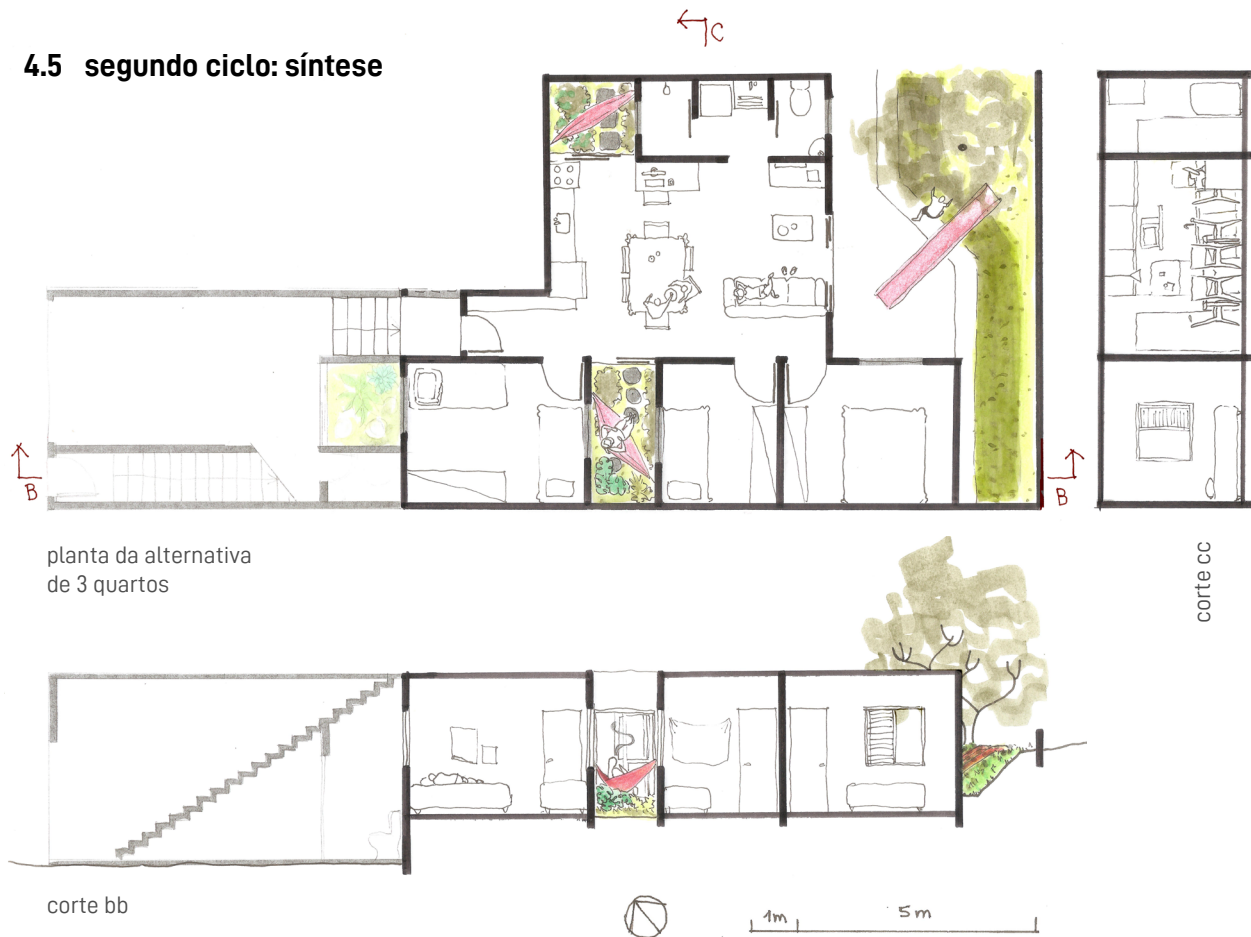 C
4.5 segundo ciclo: síntese
B
B
planta da alternativa
de 3 quartos
corte cc
corte bb
1m
5m